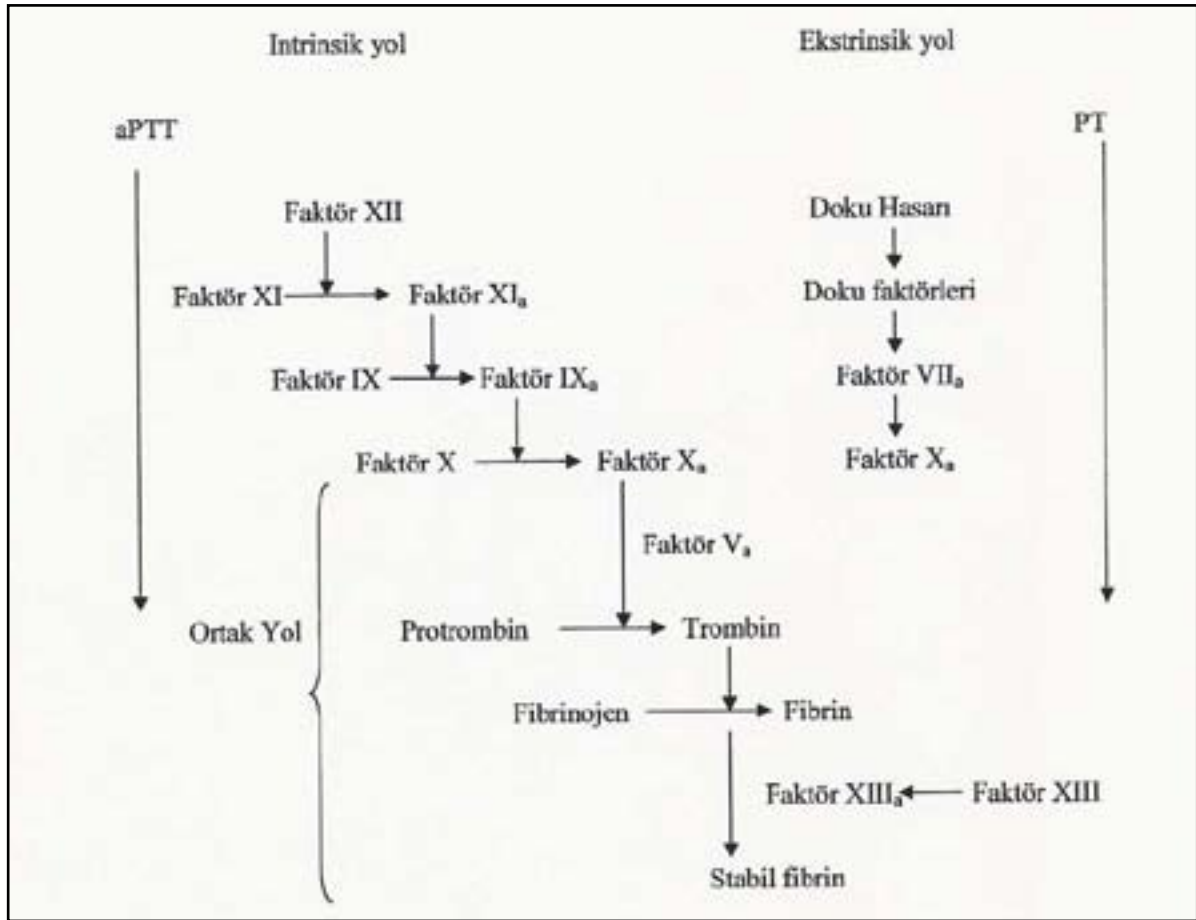 Intrinsik yol Ekstrinsik yol
aPTT PT
Faktör XII Doku Hasarı
Faktör XI Faktör XIa Doku faktörleri
Faktör IX Faktör IXa Faktör VIIa
Faktör X Faktör Xa Faktör Xa
Faktör Va
Ortak Yol Protrombin Trombin
Fibrinojen Fibrin
Faktör XIIIa Faktör XIII
Stabil fibrin